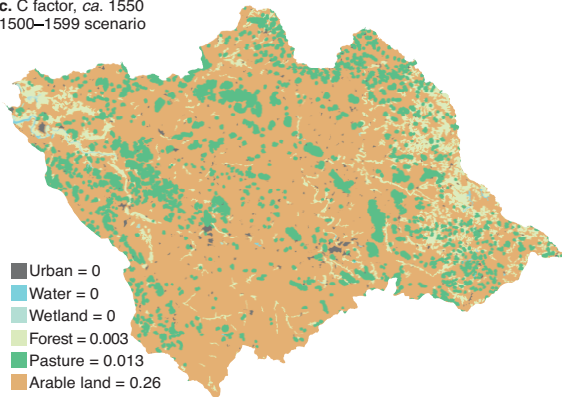 c. C factor, ca. 1550
1500–1599 scenario
Urban = 0
Water = 0
Wetland = 0
Forest = 0.003
Pasture = 0.013
Arable land = 0.26